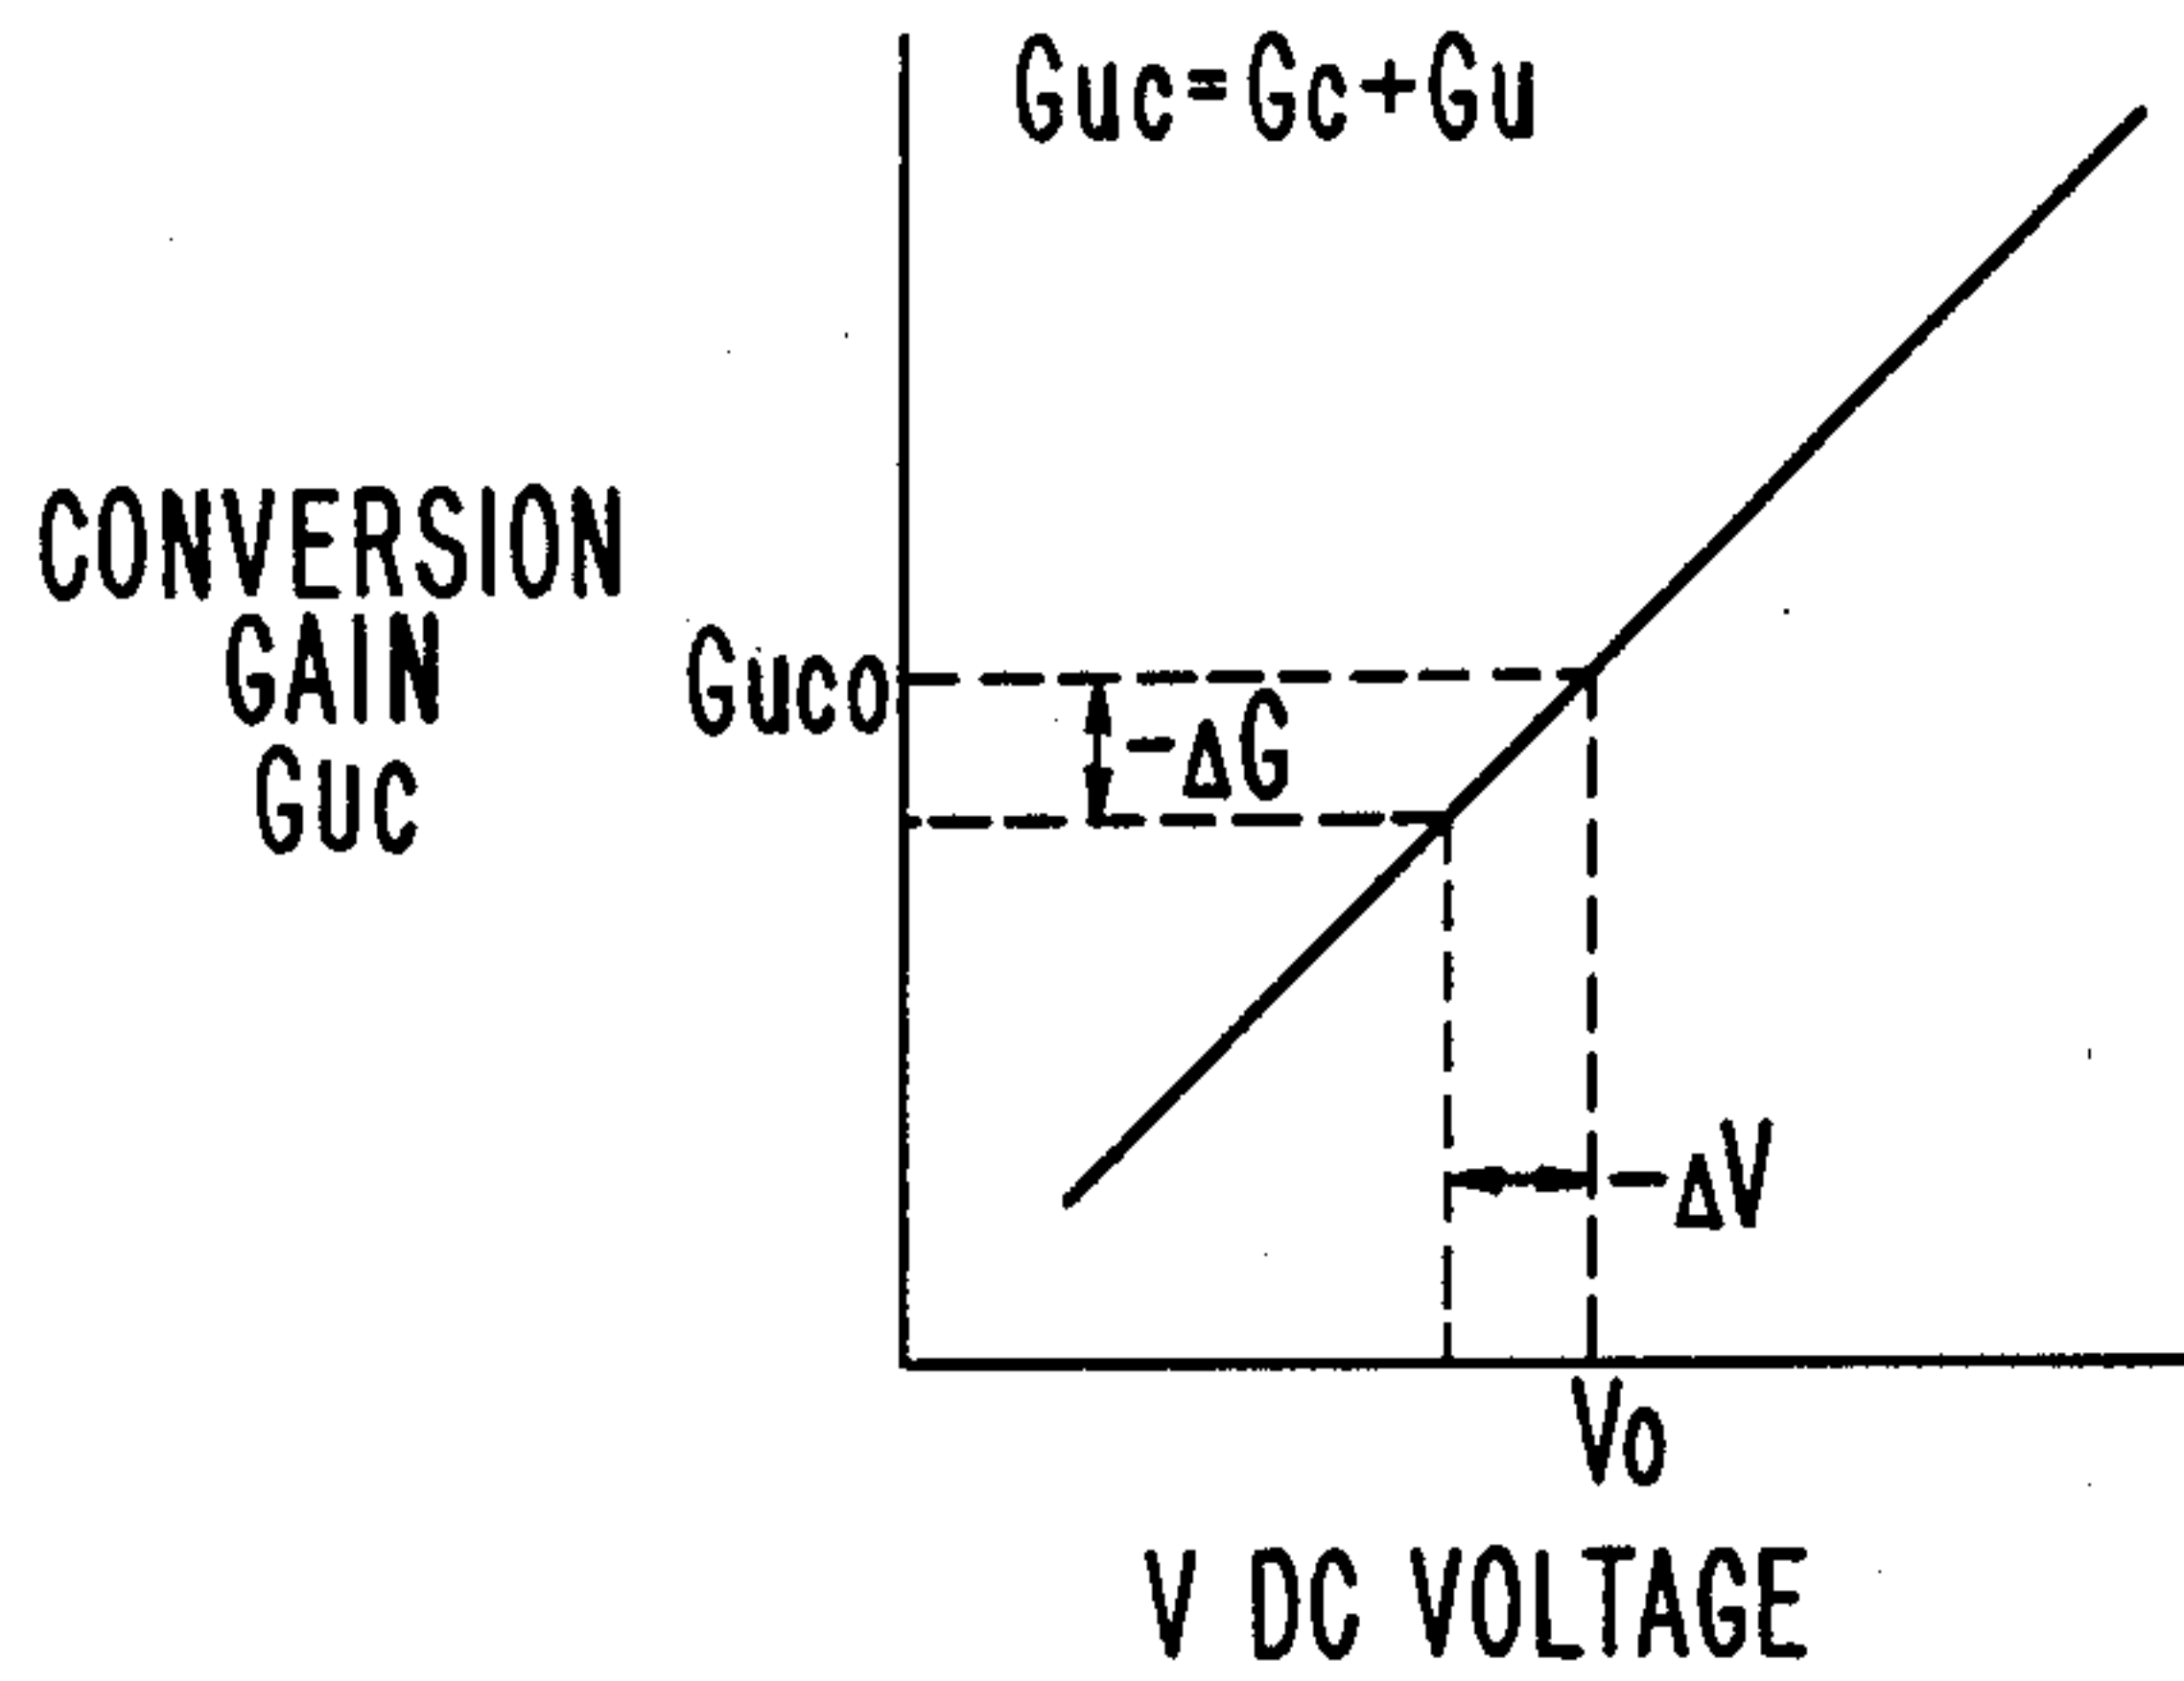 Guc=Gc+Gu
CONVERSION
GAIN
Guc
Guco
-ΔG
-ΔV
Vo
V DC VOLTAGE